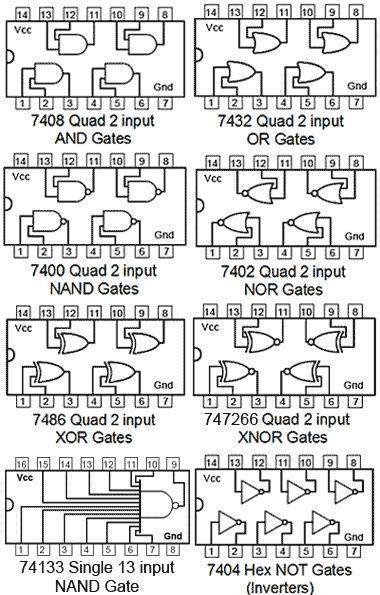 14 13 12 11 10 9 8
Vcc
Gnd
1 2 3 4 5 6 7
7408 Quad 2 input
AND Gates
14 13 12 11 10 9 8
Vcc
Gnd
1 2 3 4 5 6 7
7432 Quad 2 input
OR Gates
14 13 12 11 10 9 8
Vcc
Gnd
1 2 3 4 5 6 7
7400 Quad 2 input
NAND Gates
14 13 12 11 10 9 8
Vcc
Gnd
1 2 3 4 5 6 7
7402 Quad 2 input
NOR Gates
14 13 12 11 10 9 8
Vcc
Gnd
1 2 3 4 5 6 7
7486 Quad 2 input
XOR Gates
14 13 12 11 10 9 8
Vcc
Gnd
1 2 3 4 5 6 7
747266 Quad 2 input
XNOR Gates
16 15 14 13 12 11 10 9
Vcc
Gnd
1 2 3 4 5 6 7 8
74133 Single 13 input
NAND Gate
14 13 12 11 10 9 8
Vcc
Gnd
1 2 3 4 5 6 7
7404 Hex NOT Gates
(Inverters)